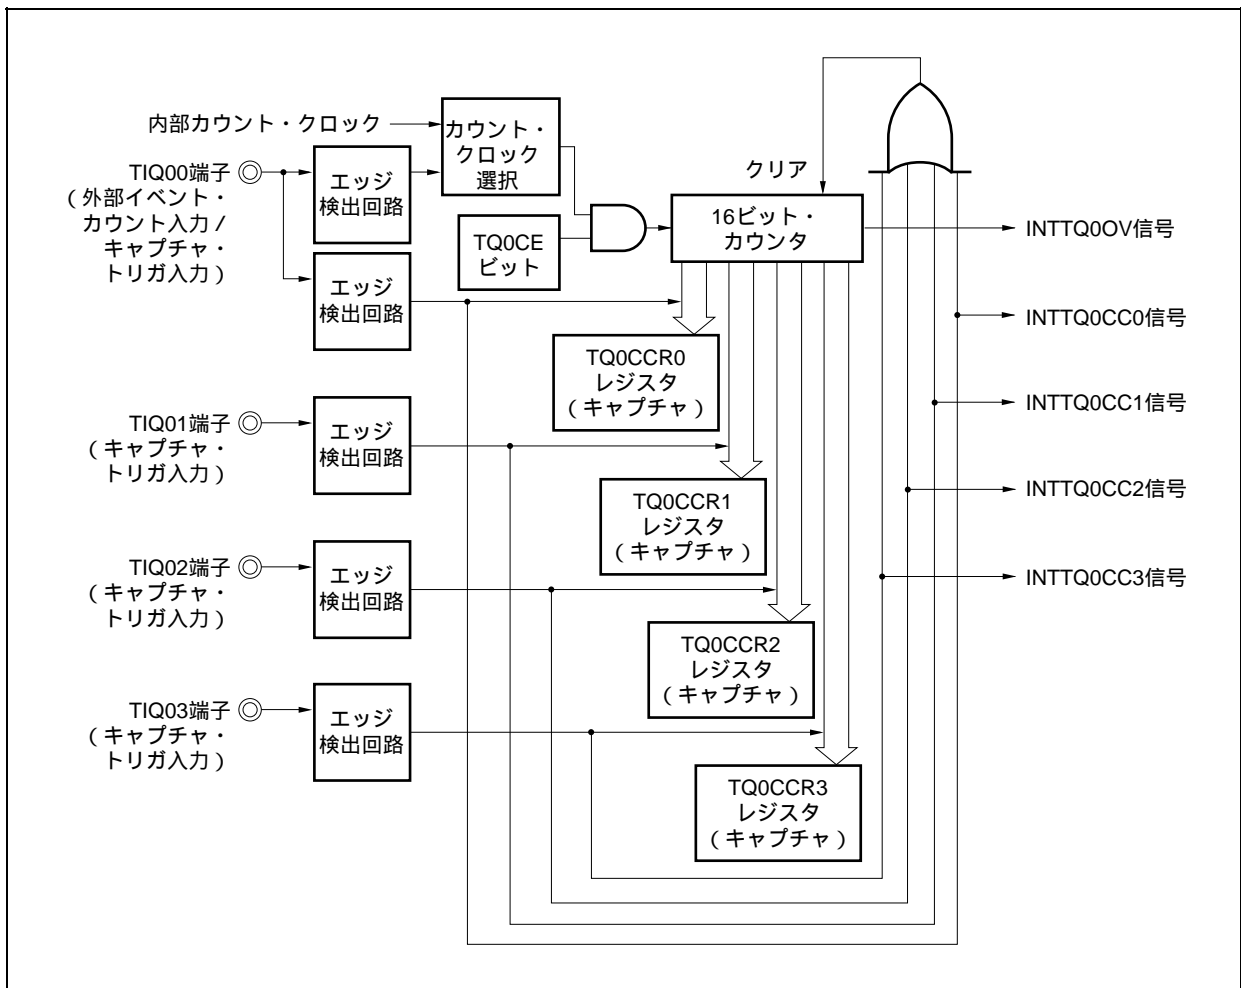 内部カウント・クロック
カウント・
クロック
選択
TIQ00端子
(外部イベント・
カウント入力/
キャプチャ・
トリガ入力)
エッジ
検出回路
TQ0CE
ビット
クリア
16ビット・
カウンタ
INTTQ0OV信号
エッジ
検出回路
INTTQ0CC0信号
TQ0CCR0
レジスタ
(キャプチャ)
TIQ01端子
(キャプチャ・
トリガ入力)
エッジ
検出回路
INTTQ0CC1信号
TQ0CCR1
レジスタ
(キャプチャ)
INTTQ0CC2信号
TIQ02端子
(キャプチャ・
トリガ入力)
エッジ
検出回路
INTTQ0CC3信号
TQ0CCR2
レジスタ
(キャプチャ)
TIQ03端子
(キャプチャ・
トリガ入力)
エッジ
検出回路
TQ0CCR3
レジスタ
(キャプチャ)